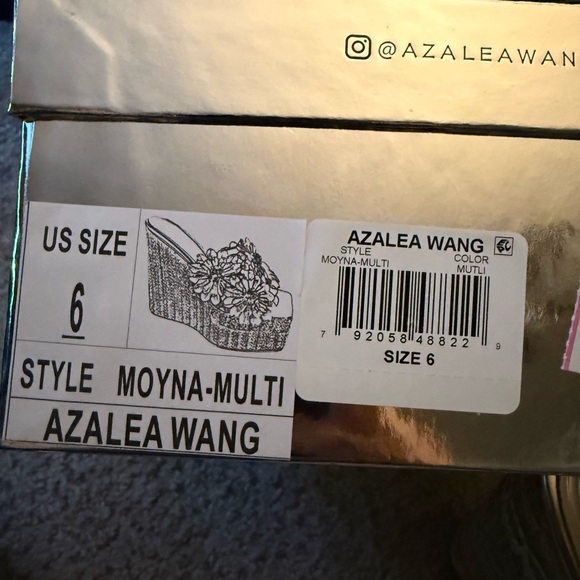 @AZALEAWAN
US SIZE
6
STYLE MOYNA-MULTI
AZALEA WANG
AZALEA WANG
STYLE COLOR
MOYNA-MULTI MUTLI
7 92058 48822 9
SIZE 6